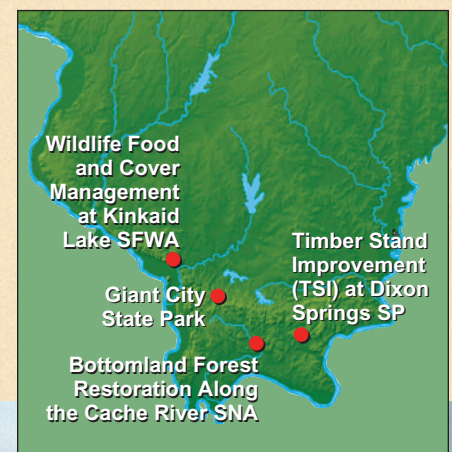 Wildlife Food
and Cover
Management
at Kinkaid
Lake SFWA
Timber Stand
Improvement
(TSI) at Dixon
Springs SP
Giant City
State Park
Bottomland Forest
Restoration Along
the Cache River SNA